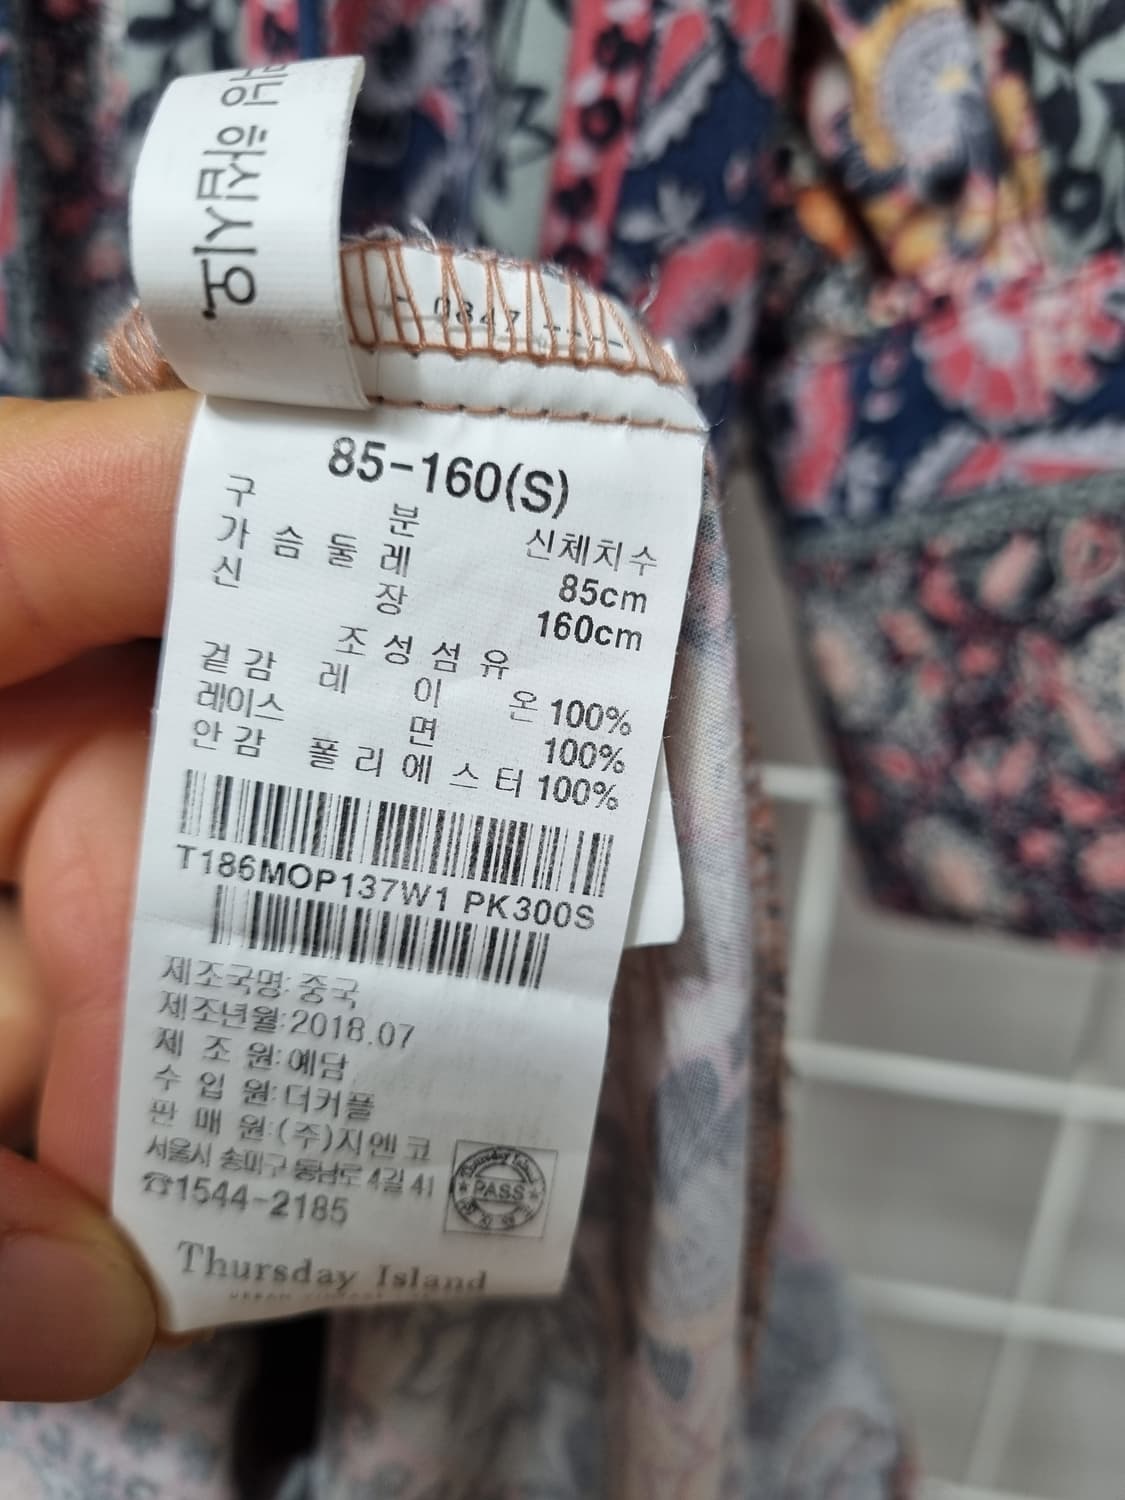 85-160(S)
구 분 신체치수
가 슴 둘 레 85cm
신 장 160cm
조 성 섬 유
겉 감 레 이 온 100%
레이스 면 100%
안 감 폴 리 에 스 터 100%
T186MOP137W1 PK300S
제조국명:중국
제조년월:2018.07
제 조 원:예담
수 입 원:더커플
판 매 원:(주)지엔코
서울시 송파구 동남로 4길 41
☎1544-2185
Thursday Island
PASS
Thursday Island